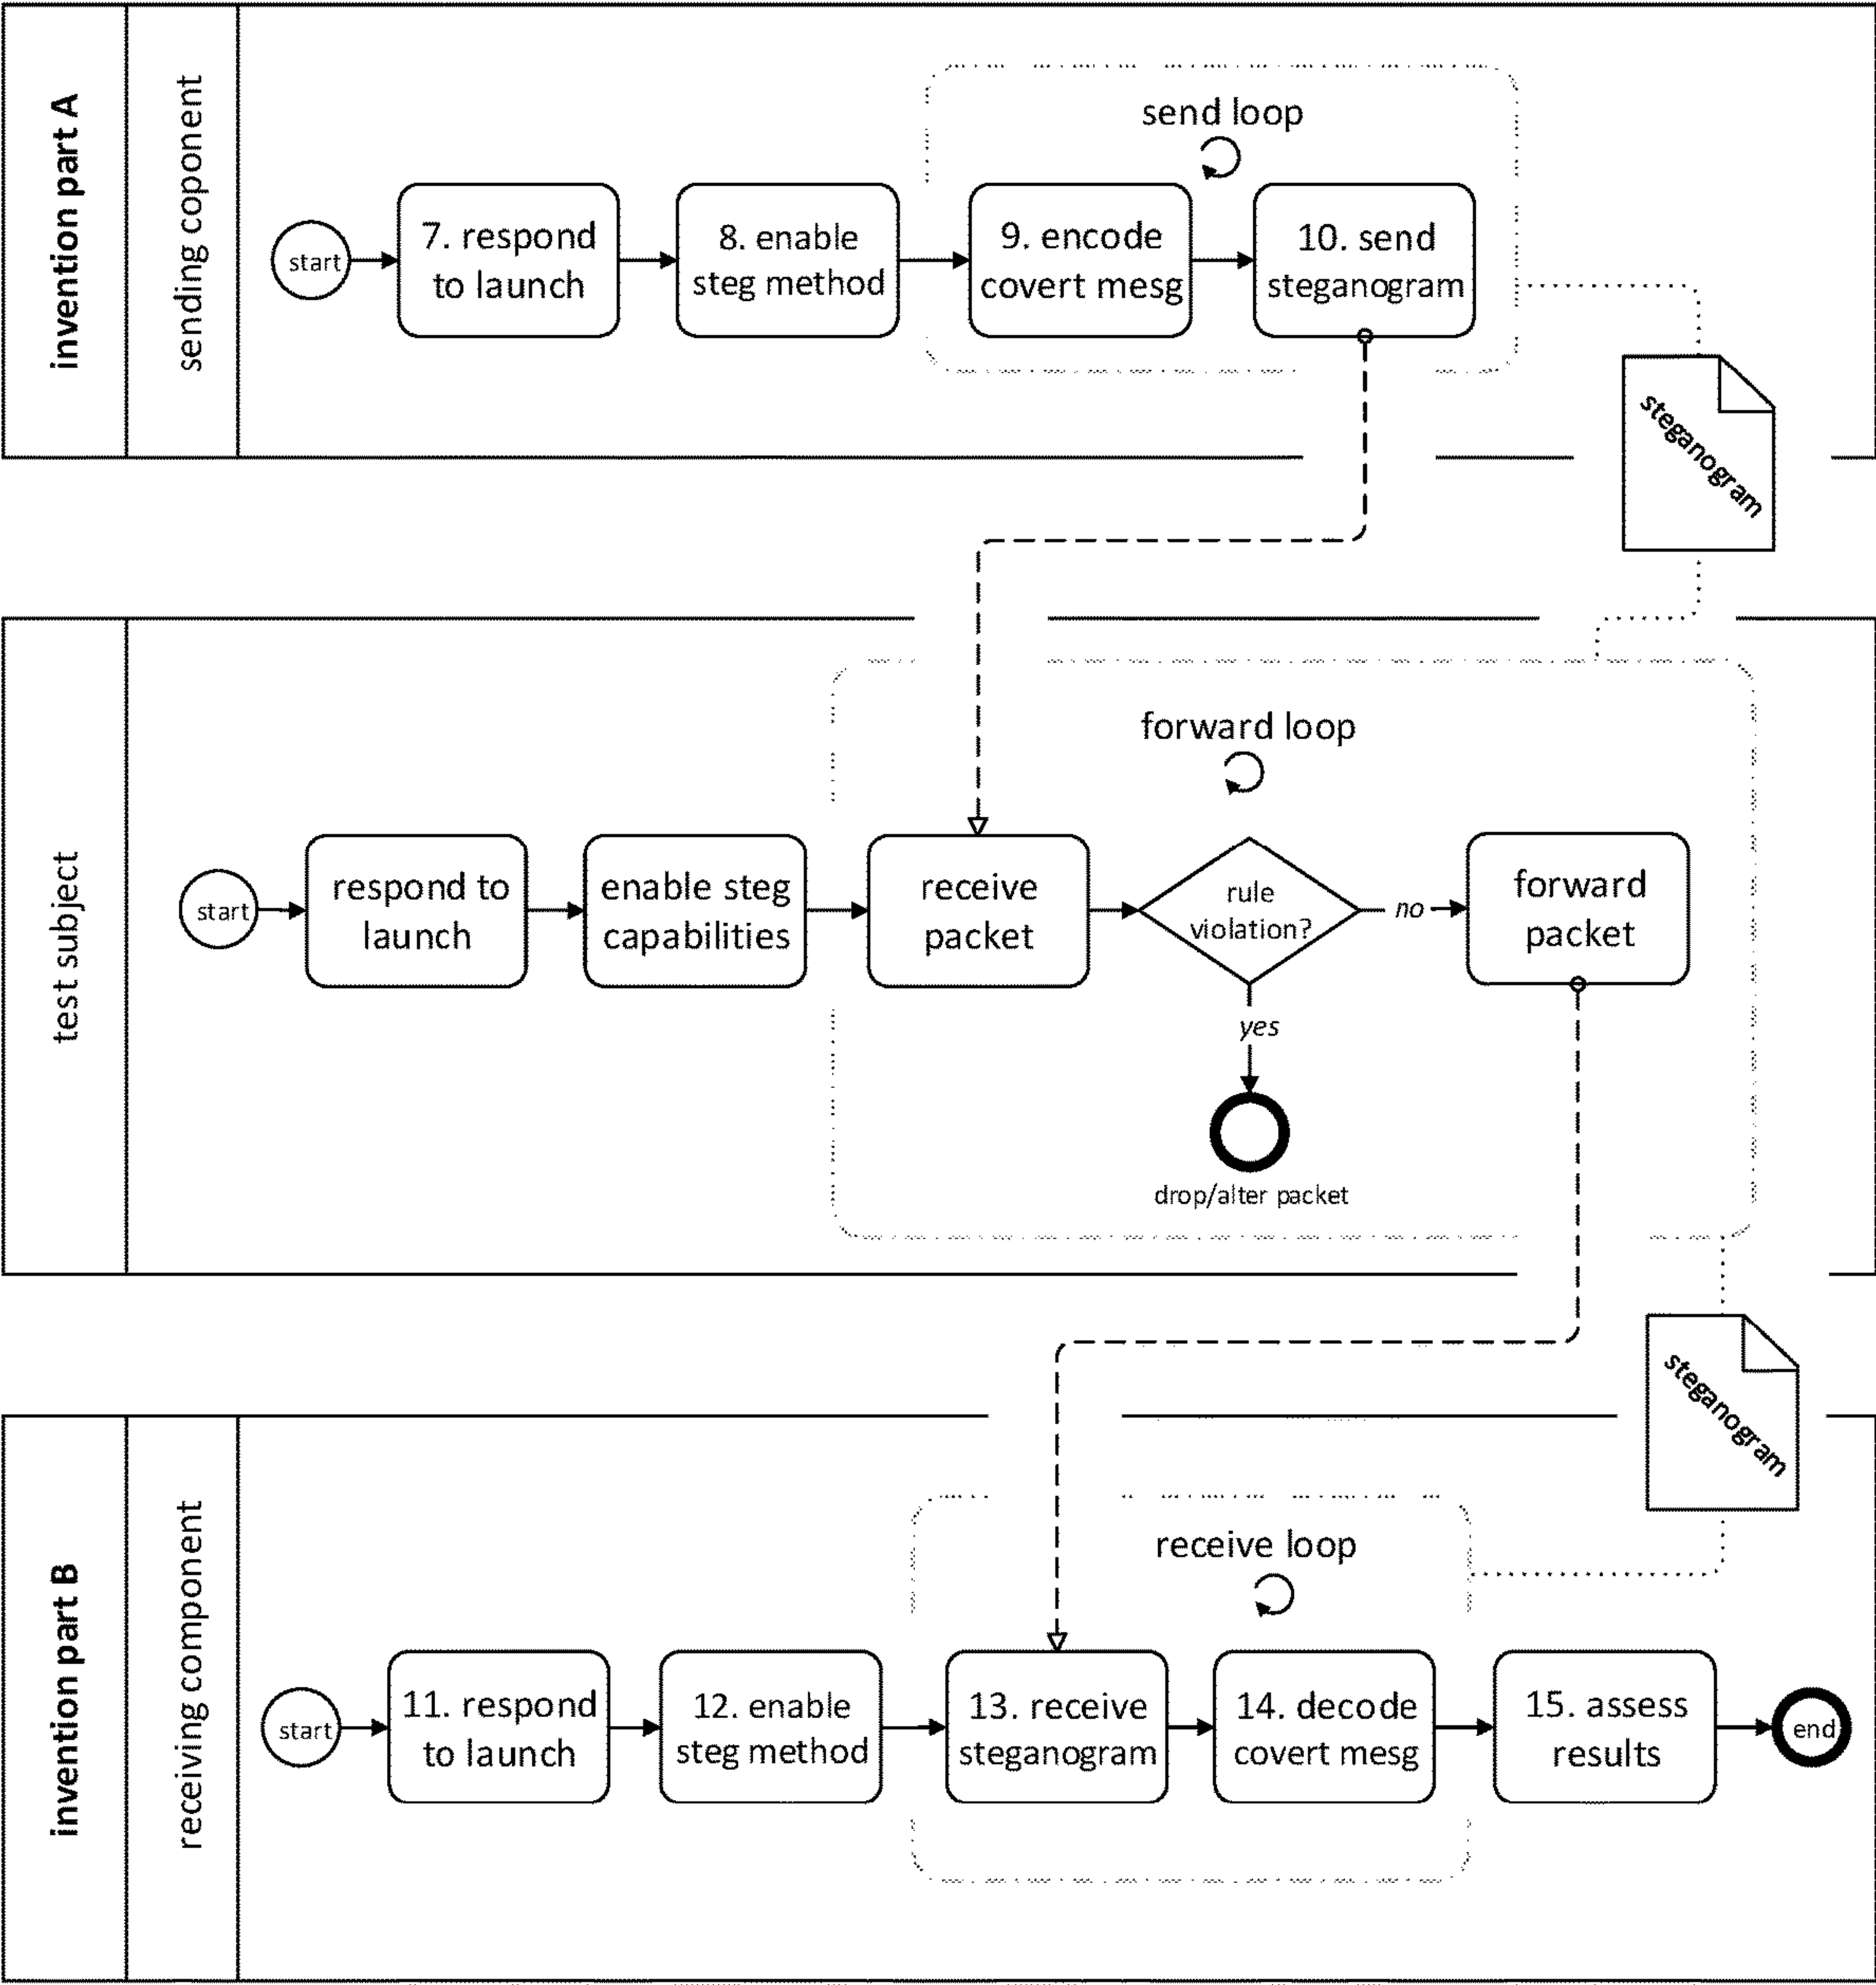 invention part A
sending coponent
send loop
start
7. respond
to launch
8. enable
steg method
9. encode
covert mesg
10. send
steganogram
steganogram
test subject
forward loop
start
respond to
launch
enable steg
capabilities
receive
packet
rule
violation?
no
forward
packet
yes
drop/alter packet
steganogram
invention part B
receiving component
receive loop
start
11. respond
to launch
12. enable
steg method
13. receive
steganogram
14. decode
covert mesg
15. assess
results
end